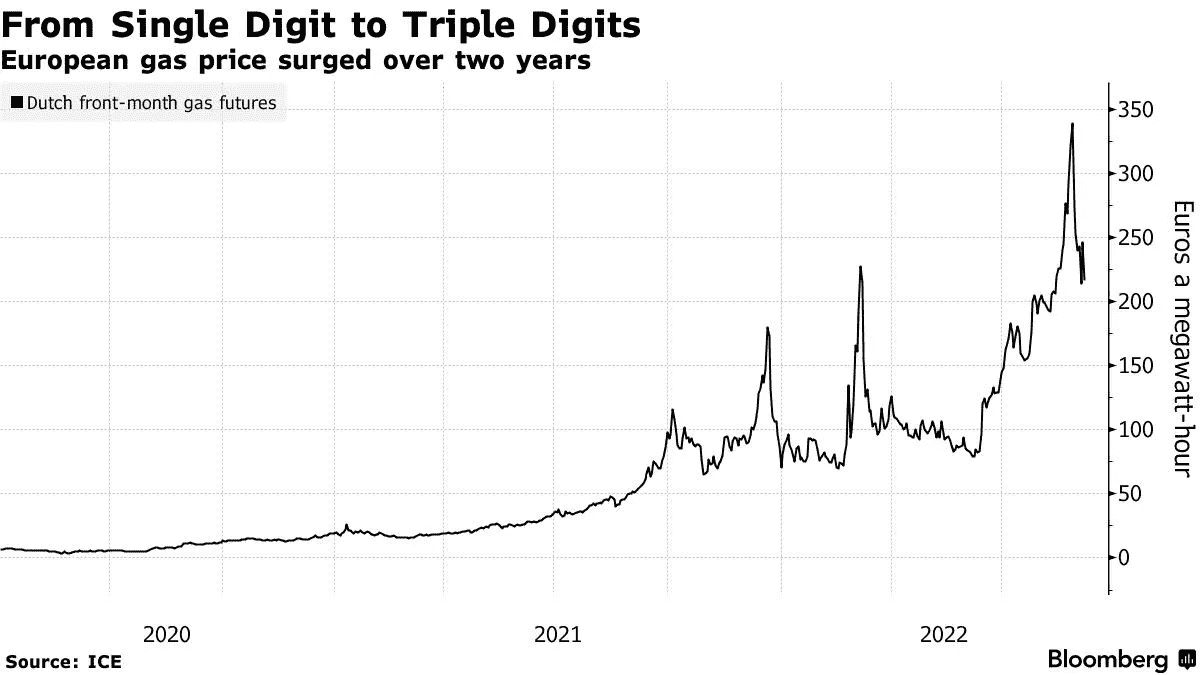 From Single Digit to Triple Digits
European gas price surged over two years
Dutch front-month gas futures
350
300
250
200
150
100
50
0
Euros a megawatt-hour
2020 2021 2022
Source: ICE
Bloomberg